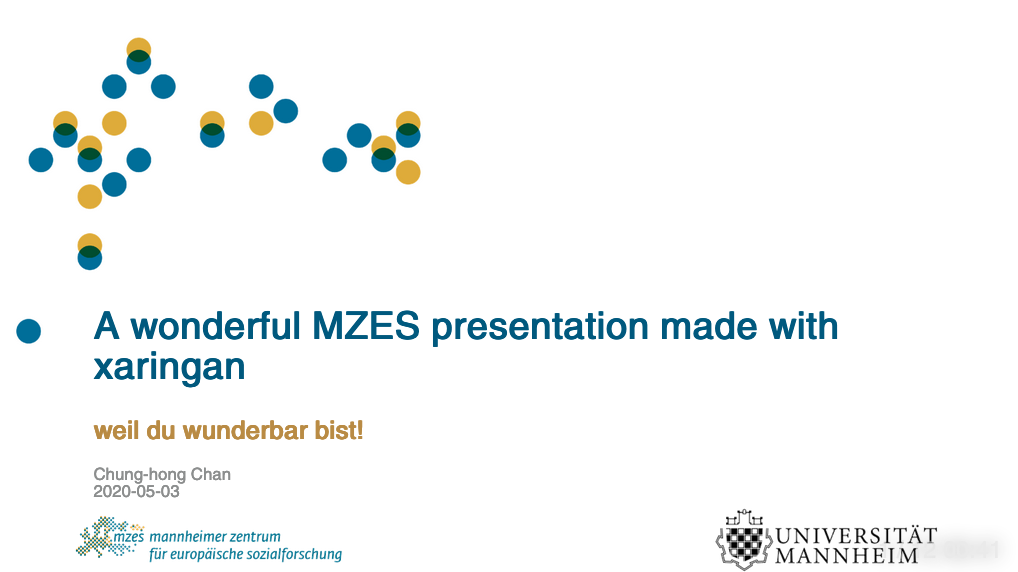 A wonderful MZES presentation made with
xaringan
weil du wunderbar bist!
Chung-hong Chan
2020-05-03
mzes mannheimer zentrum
für europäische sozialforschung
UNIVERSITÄT
MANNHEIM